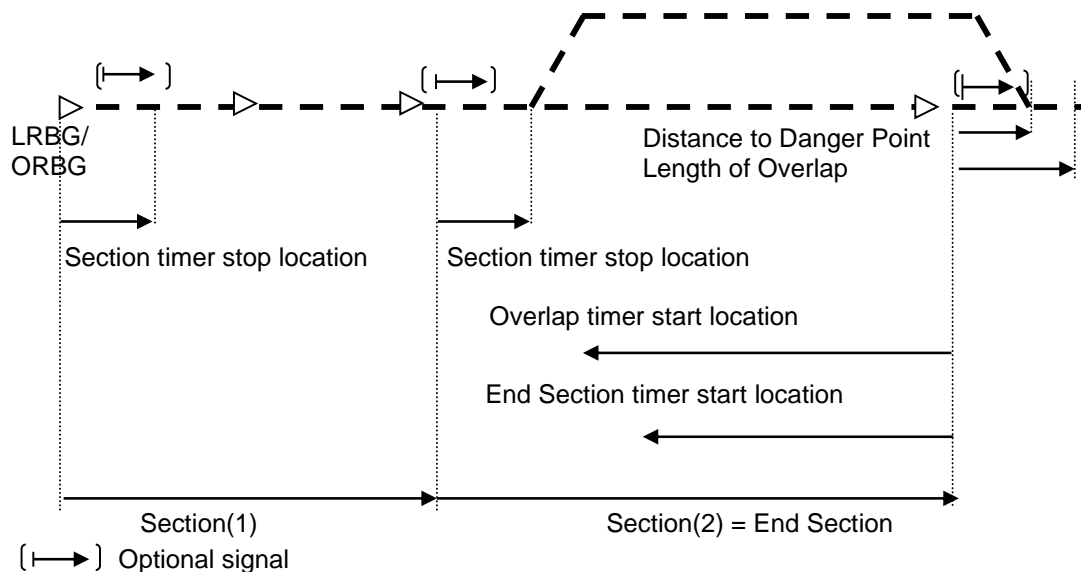 LRBG/
ORBG
Distance to Danger Point
Length of Overlap
Section timer stop location
Section timer stop location
Overlap timer start location
End Section timer start location
Section(1)
Section(2) = End Section
Optional signal